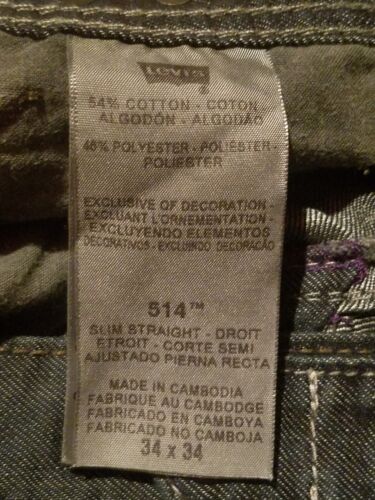 Levi's
®
54% COTTON - COTON
ALGODÓN - ALGODÃO
46% POLYESTER - POLIÉSTER -
POLIESTER
EXCLUSIVE OF DECORATION -
EXCLUANT L'ORNEMENTATION -
EXCLUYENDO ELEMENTOS
DECORATIVOS - EXCLUINDO DECORAÇÃO
514™
SLIM STRAIGHT - DROIT
ETROIT - CORTE SEMI
AJUSTADO PIERNA RECTA
MADE IN CAMBODIA
FABRIQUE AU CAMBODGE
FABRICADO EN CAMBOYA
FABRICADO NO CAMBOJA
34 x 34